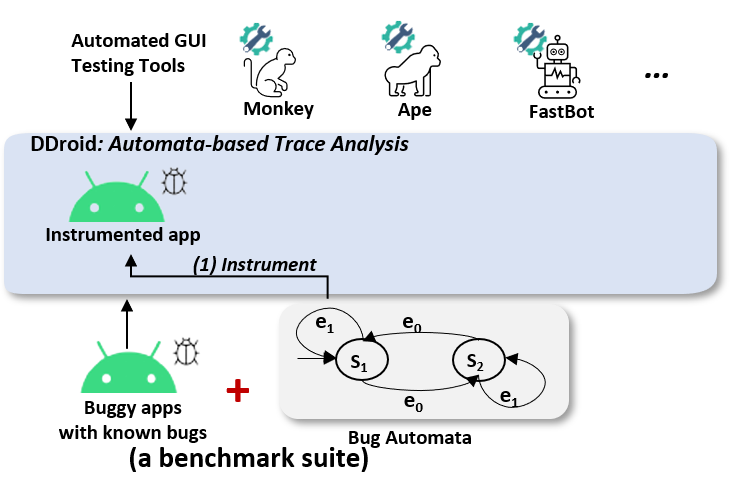 Automated GUI
Testing Tools
Monkey
Ape
FastBot
...
DDroid: Automata-based Trace Analysis
Instrumented app
(1) Instrument
e1
e0
S1
S2
e0
e1
Buggy apps
with known bugs
+
Bug Automata
(a benchmark suite)